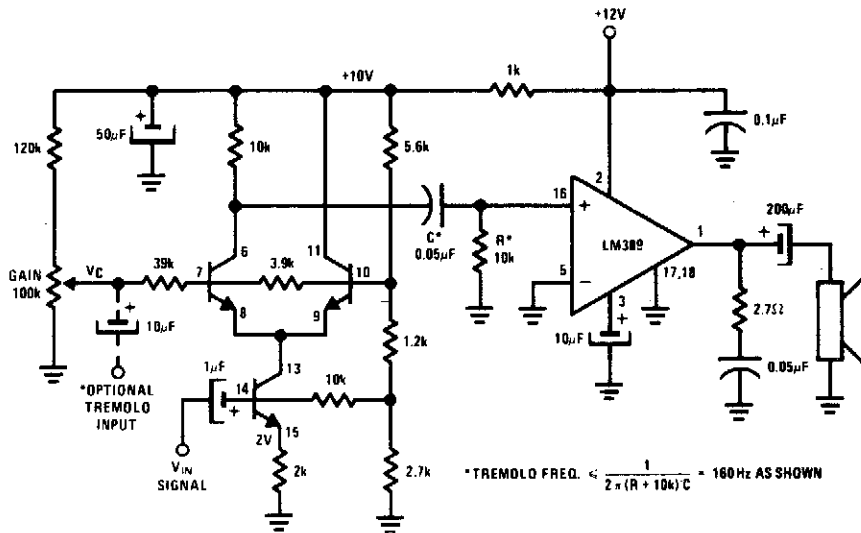 +12V
+10V
1k
50µF
120k
10k
5.6k
0.1µF
2
16
+
C*
0.05µF
R*
10k
LM389
1
200µF
+
5
−
17,18
3
10µF
+
2.7Ω
0.05µF
GAIN
100k
VC
39k
7
6
3.9k
11
10
8
9
+
10µF
*OPTIONAL
TREMOLO
INPUT
1.2k
1µF
+
13
14
10k
15
2V
2k
2.7k
VIN
SIGNAL
*TREMOLO FREQ. ⩽ 1 / 2π(R + 10k)C = 160Hz AS SHOWN